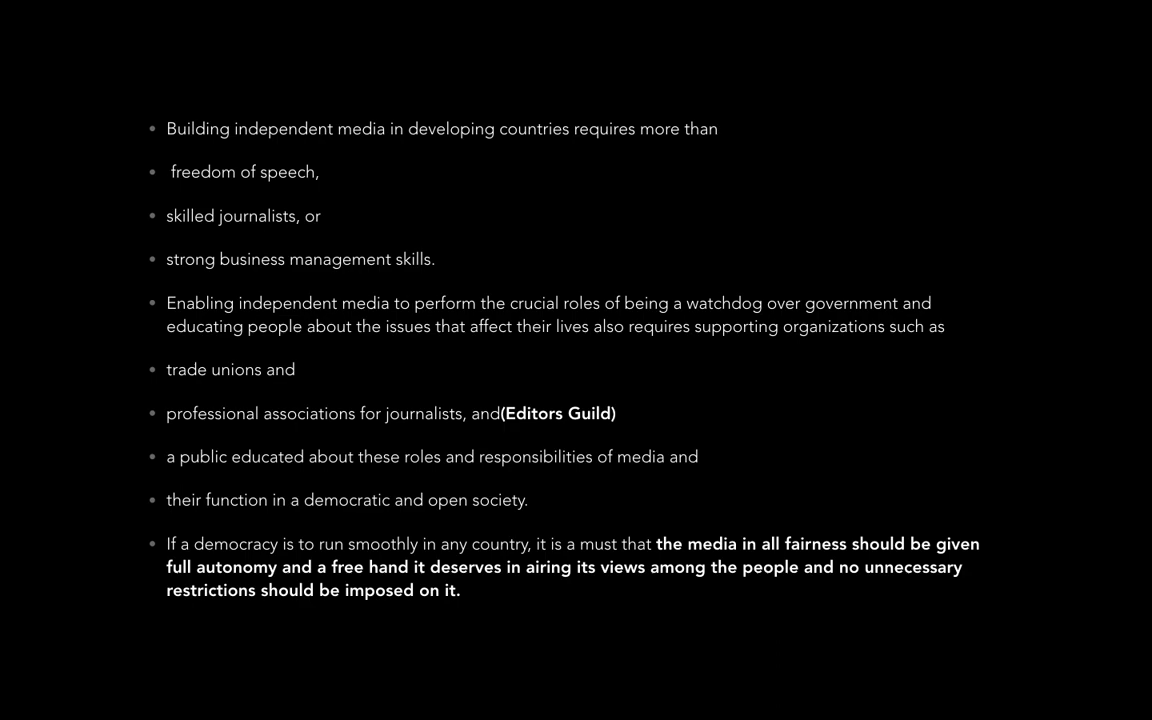 • Building independent media in developing countries requires more than
• freedom of speech,
• skilled journalists, or
• strong business management skills.
• Enabling independent media to perform the crucial roles of being a watchdog over government and
educating people about the issues that affect their lives also requires supporting organizations such as
• trade unions and
• professional associations for journalists, and(Editors Guild)
• a public educated about these roles and responsibilities of media and
• their function in a democratic and open society.
• If a democracy is to run smoothly in any country, it is a must that the media in all fairness should be given
full autonomy and a free hand it deserves in airing its views among the people and no unnecessary
restrictions should be imposed on it.